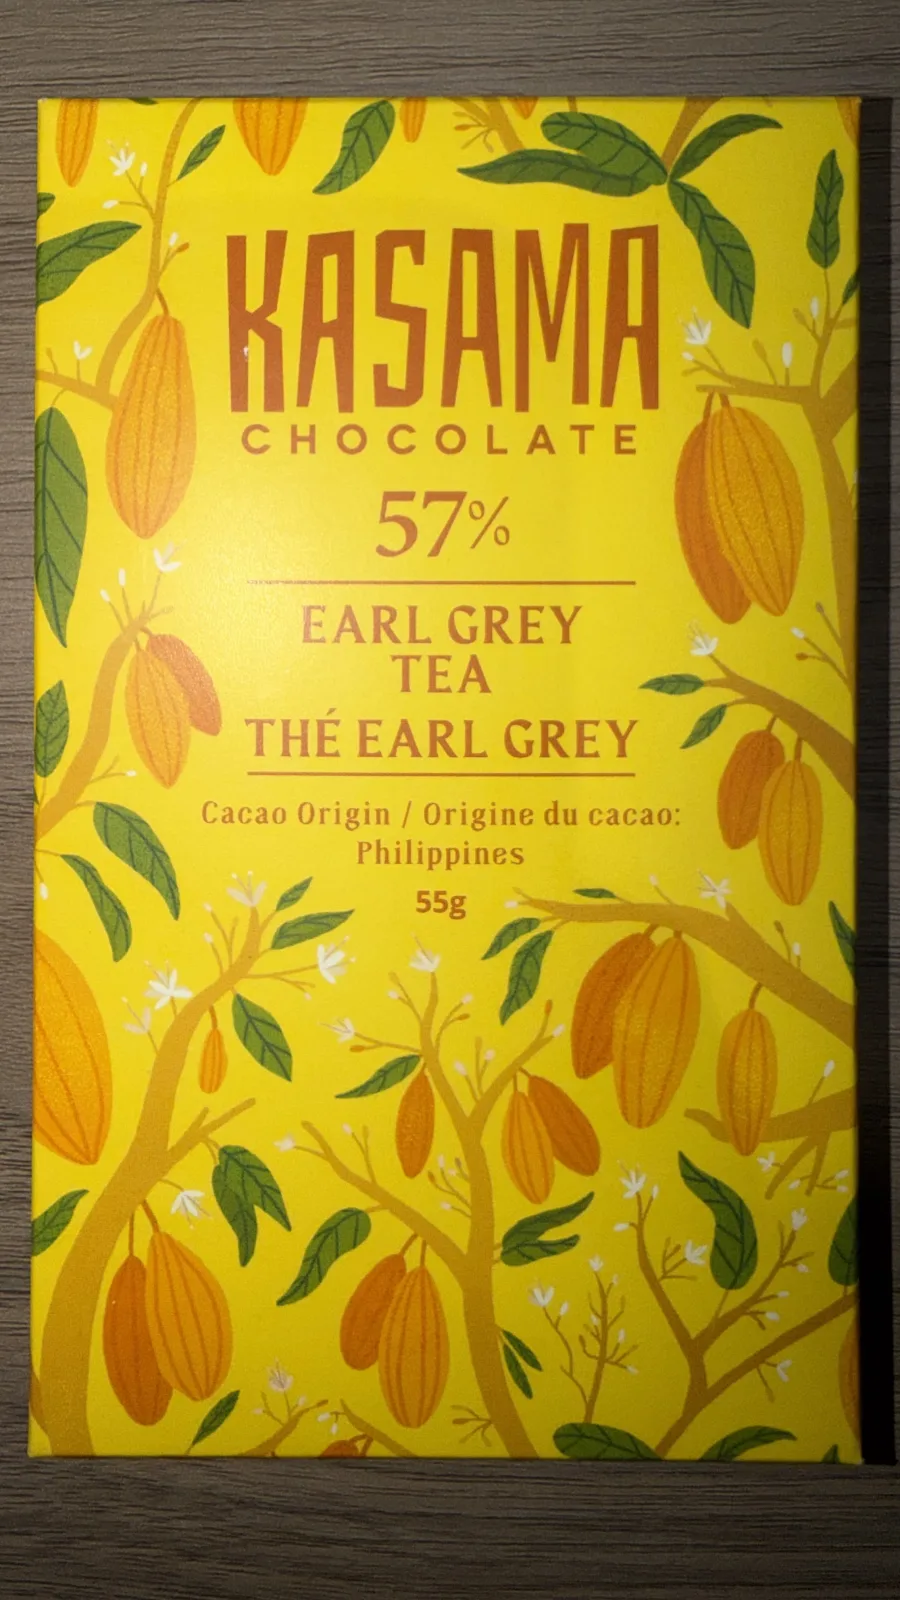 KASAMA
CHOCOLATE
57%
EARL GREY
TEA
THÉ EARL GREY
Cacao Origin / Origine du cacao:
Philippines
55g